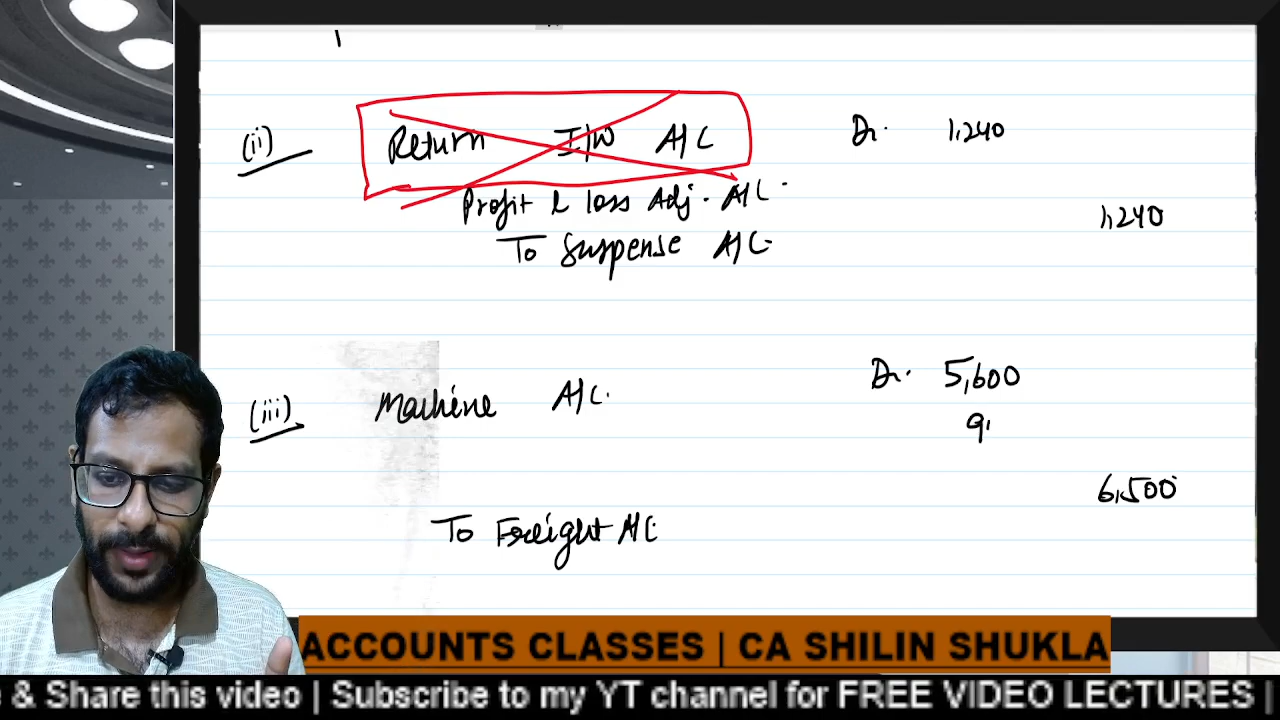 (ii) Return I/W A/C Dr. 1,240
Profit & loss Adj. A/C.
1,240
To Suspense A/C.
(iii) Machine A/C. Dr. 5,600
9,
6,500
To Freight A/C
ACCOUNTS CLASSES | CA SHILIN SHUKLA
& Share this video | Subscribe to my YT channel for FREE VIDEO LECTURES |